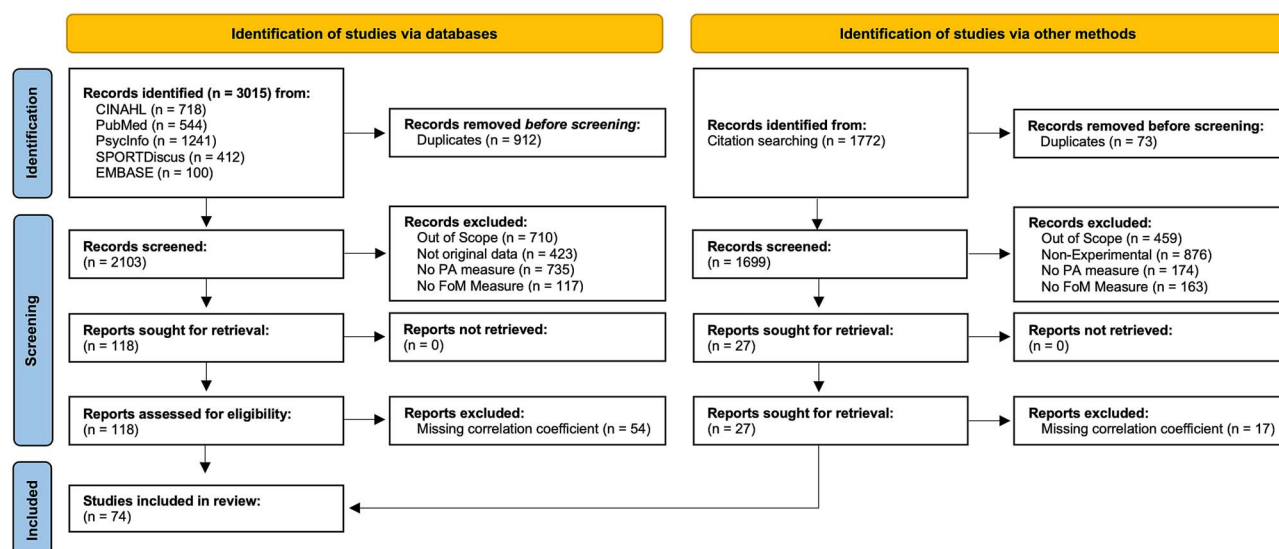 Identification of studies via databases
Identification of studies via other methods
Identification
Records identified (n = 3015) from:
CINAHL (n = 718)
PubMed (n = 544)
PsycInfo (n = 1241)
SPORTDiscus (n = 412)
EMBASE (n = 100)
Records removed before screening:
Duplicates (n = 912)
Records identified from:
Citation searching (n = 1772)
Records removed before screening:
Duplicates (n = 73)
Screening
Records screened:
(n = 2103)
Records excluded:
Out of Scope (n = 710)
Not original data (n = 423)
No PA measure (n = 735)
No FoM Measure (n = 117)
Records screened:
(n = 1699)
Records excluded:
Out of Scope (n = 459)
Non-Experimental (n = 876)
No PA measure (n = 174)
No FoM Measure (n = 163)
Reports sought for retrieval:
(n = 118)
Reports not retrieved:
(n = 0)
Reports sought for retrieval:
(n = 27)
Reports not retrieved:
(n = 0)
Reports assessed for eligibility:
(n = 118)
Reports excluded:
Missing correlation coefficient (n = 54)
Reports sought for retrieval:
(n = 27)
Reports excluded:
Missing correlation coefficient (n = 17)
Included
Studies included in review:
(n = 74)